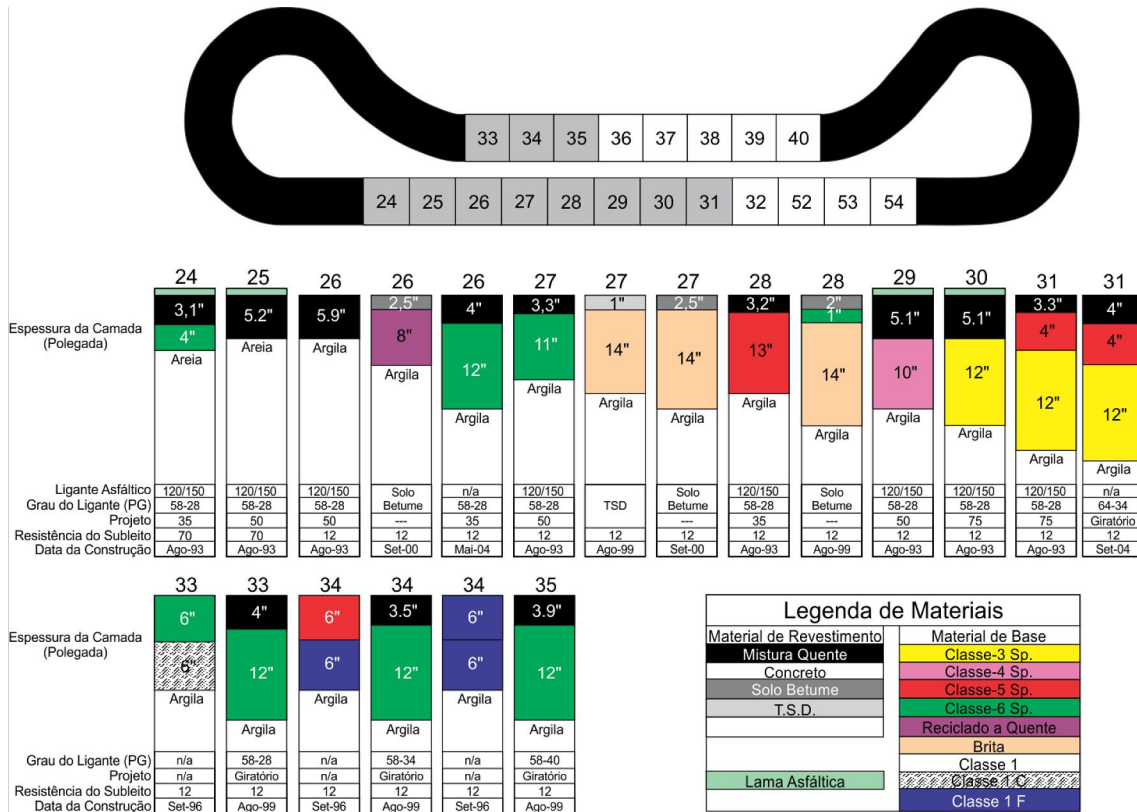 33 34 35 36 37 38 39 40
24 25 26 27 28 29 30 31 32 52 53 54
24 25 26 26 26 27 27 27 28 28 29 30 31 31
Espessura da Camada
(Polegada)
3,1" 5.2" 5.9" 2,5" 4" 3,3" 1" 2,5" 3,2" 2" 5.1" 5.1" 3.3" 4"
4" 8" 12" 11" 14" 14" 13" 1" 10" 12" 4" 4"
14" 12" 12"
Areia Areia Argila Argila Argila Argila Argila Argila Argila Argila Argila Argila Argila Argila
Ligante Asfáltico 120/150 120/150 120/150 Solo n/a 120/150 TSD Solo 120/150 Solo 120/150 120/150 120/150 n/a
Grau do Ligante (PG) 58-28 58-28 58-28 Betume 58-28 58-28 Betume 58-28 Betume 58-28 58-28 58-28 64-34
Projeto 35 50 50 --- 35 50 --- 35 --- 50 75 75 Giratório
Resistência do Subleito 70 70 12 12 12 12 12 12 12 12 12 12 12 12
Data da Construção Ago-93 Ago-93 Ago-93 Set-00 Mai-04 Ago-93 Ago-99 Set-00 Ago-93 Ago-99 Ago-93 Ago-93 Ago-93 Set-04
33 33 34 34 34 35
Espessura da Camada
(Polegada)
6" 4" 6" 3.5" 6" 3.9"
6" 12" 6" 12" 6" 12"
Argila Argila Argila Argila Argila Argila
Grau do Ligante (PG) n/a 58-28 n/a 58-34 n/a 58-40
Projeto n/a Giratório n/a Giratório n/a Giratório
Resistência do Subleito 12 12 12 12 12 12
Data da Construção Set-96 Ago-99 Set-96 Ago-99 Set-96 Ago-99
Legenda de Materiais
Material de Revestimento Material de Base
Mistura Quente Classe-3 Sp.
Concreto Classe-4 Sp.
Solo Betume Classe-5 Sp.
T.S.D. Classe-6 Sp.
Reciclado a Quente
Brita
Classe 1
Lama Asfáltica Classe 1 C
Classe 1 F